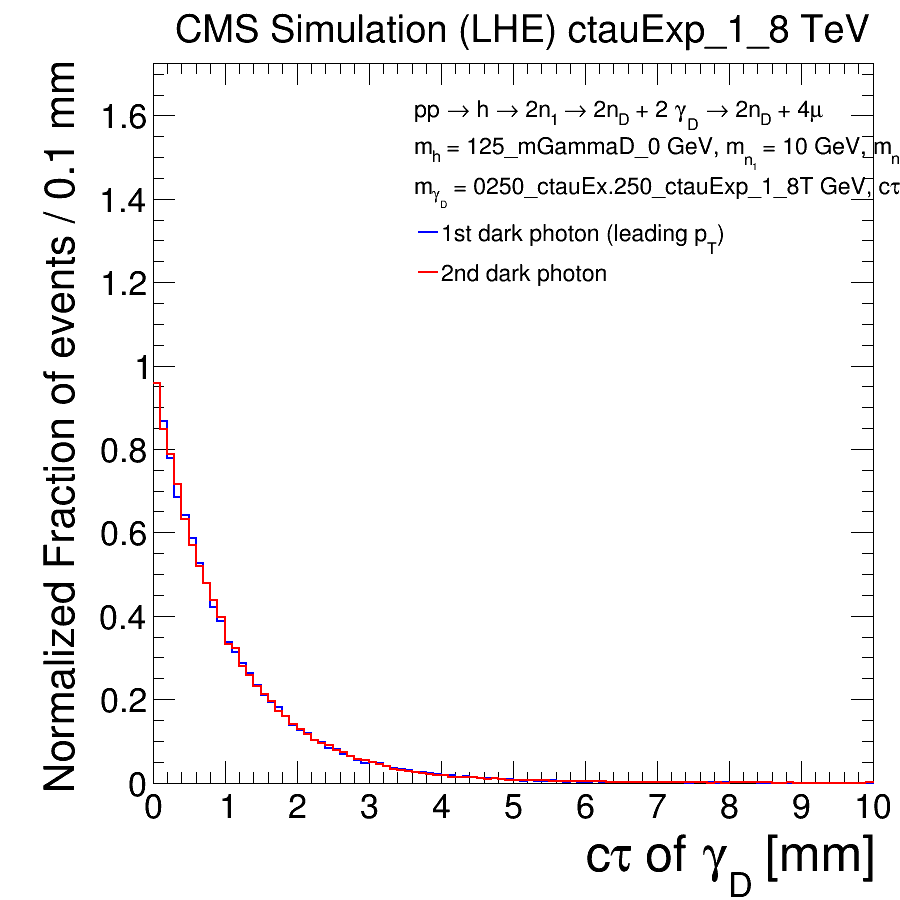 CMS Simulation (LHE) ctauExp_1_8 TeV
pp → h → 2n1 → 2nD + 2 γD → 2nD + 4μ
mh = 125_mGammaD_0 GeV, mn1 = 10 GeV, mn
mγD = 0250_ctauEx.250_ctauExp_1_8T GeV, cτ
1st dark photon (leading pT)
2nd dark photon
Normalized Fraction of events / 0.1 mm
1.6
1.4
1.2
1
0.8
0.6
0.4
0.2
0
0 1 2 3 4 5 6 7 8 9 10
cτ of γD [mm]